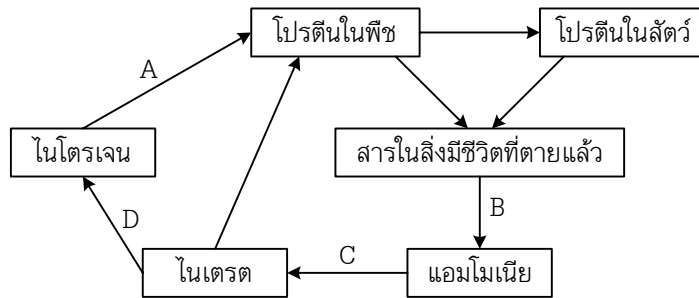 โปรตีนในพืช
โปรตีนในสัตว์
A
ไนโตรเจน
สารในสิ่งมีชีวิตที่ตายแล้ว
B
D
C
ไนเตรต
แอมโมเนีย